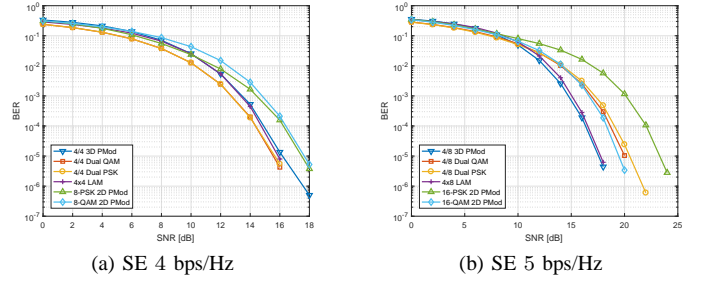 10^0
10^-1
10^-2
10^-3
10^-4
10^-5
10^-6
10^-7
BER
4/4 3D PMod
4/4 Dual QAM
4/4 Dual PSK
4x4 LAM
8-PSK 2D PMod
8-QAM 2D PMod
0 2 4 6 8 10 12 14 16 18
SNR [dB]
(a) SE 4 bps/Hz
10^0
10^-1
10^-2
10^-3
10^-4
10^-5
10^-6
10^-7
BER
4/8 3D PMod
4/8 Dual QAM
4/8 Dual PSK
4x8 LAM
16-PSK 2D PMod
16-QAM 2D PMod
0 5 10 15 20 25
SNR [dB]
(b) SE 5 bps/Hz